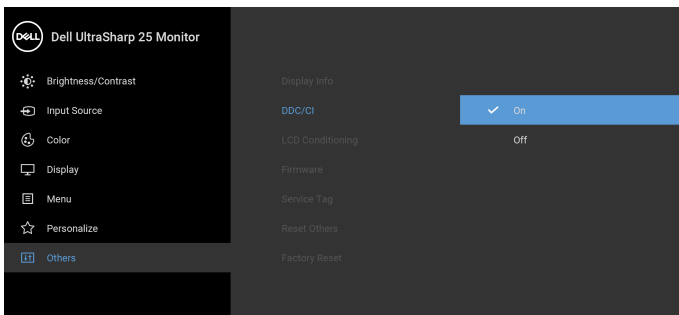 DELL Dell UltraSharp 25 Monitor
Brightness/Contrast
Input Source
Color
Display
Menu
Personalize
Others
Display Info
DDC/CI
LCD Conditioning
Firmware
Service Tag
Reset Others
Factory Reset
On
Off